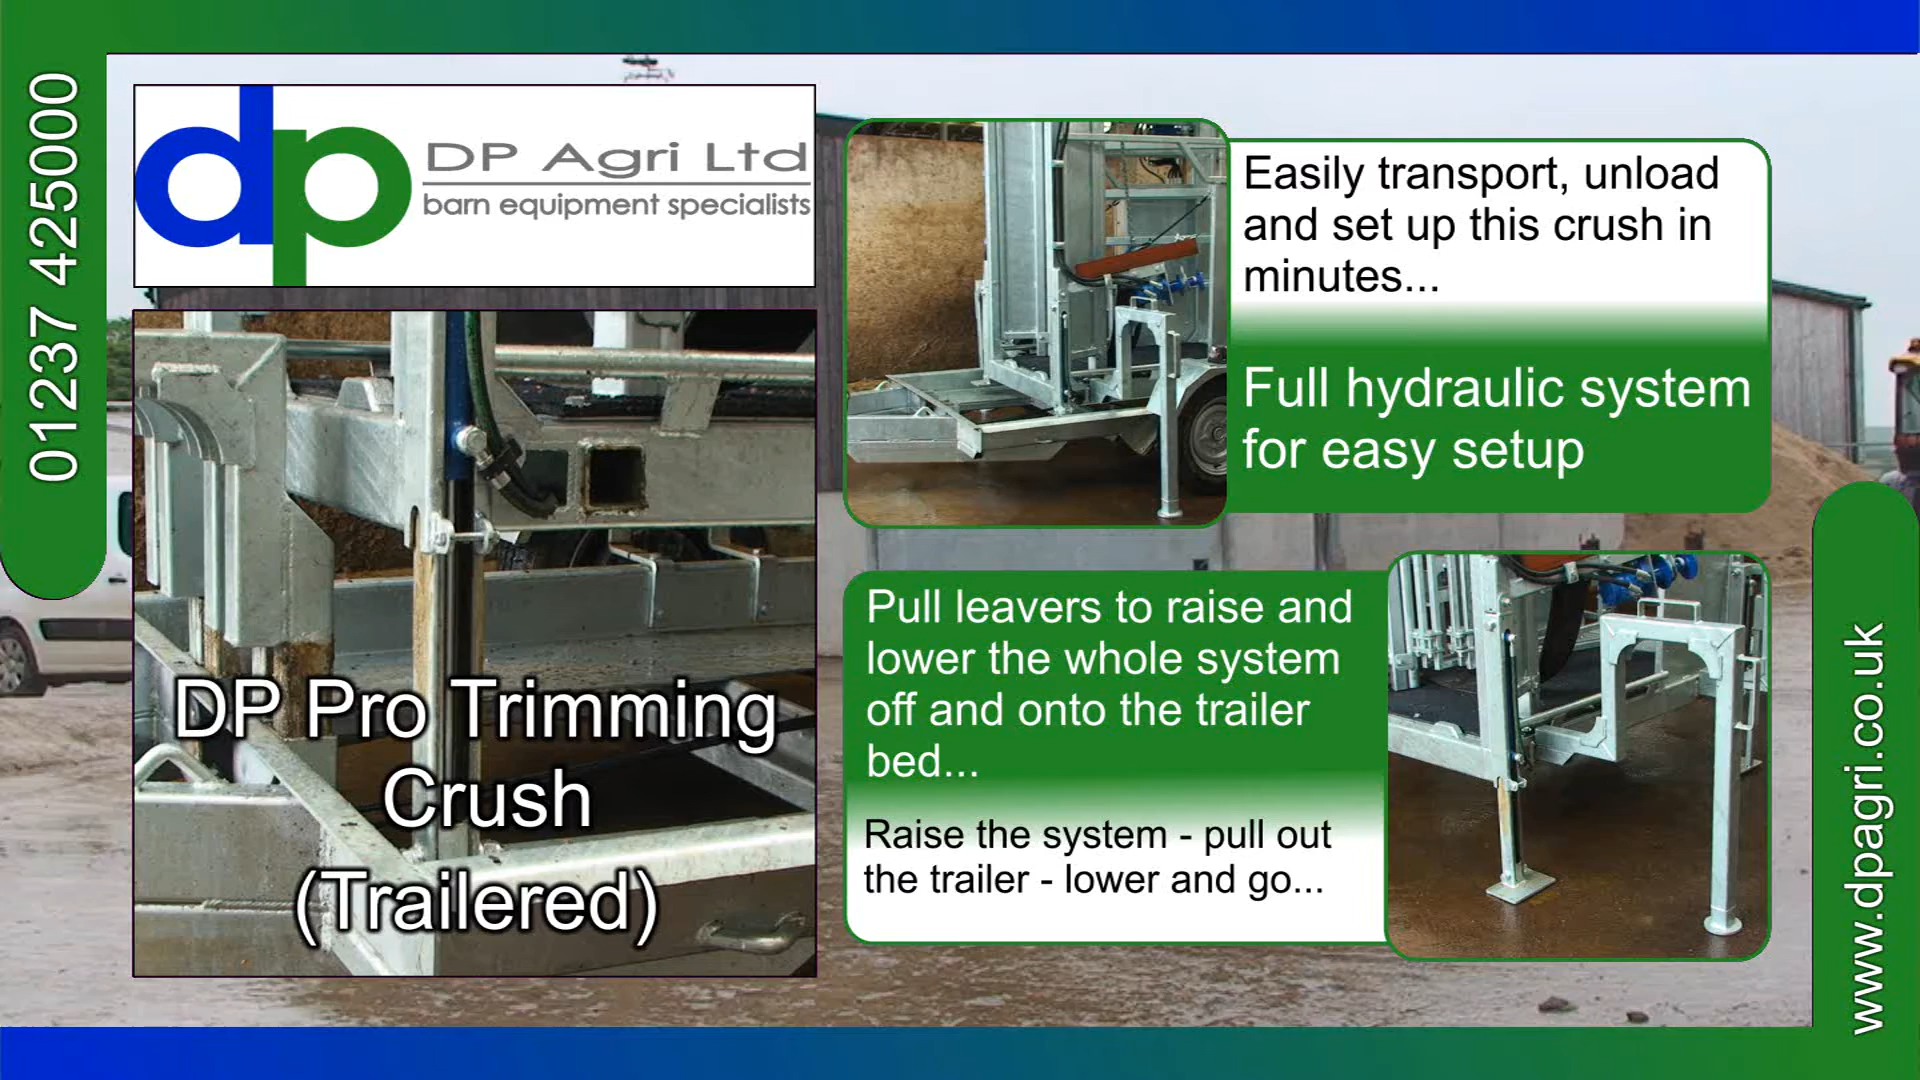 01237 425000
dp
DP Agri Ltd
barn equipment specialists
DP Pro Trimming
Crush
(Trailered)
Easily transport, unload
and set up this crush in
minutes...
Full hydraulic system
for easy setup
Pull leavers to raise and
lower the whole system
off and onto the trailer
bed...
Raise the system - pull out
the trailer - lower and go...
www.dpagri.co.uk